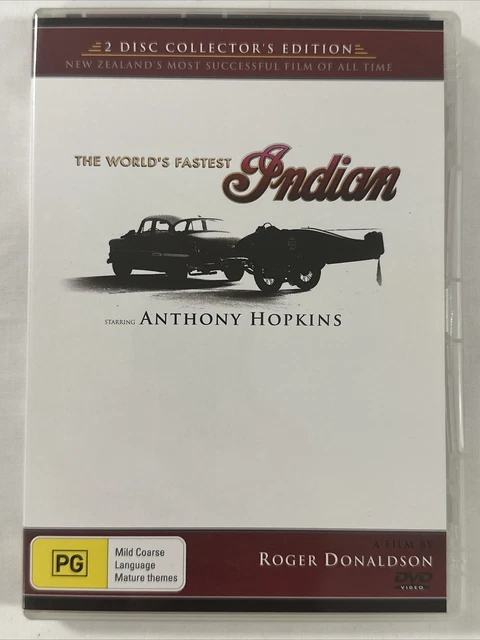 2 DISC COLLECTOR'S EDITION
NEW ZEALAND'S MOST SUCCESSFUL FILM OF ALL TIME
THE WORLD'S FASTEST Indian
STARRING ANTHONY HOPKINS
A FILM BY
ROGER DONALDSON
PG
Mild Coarse
Language
Mature themes
DVD
VIDEO